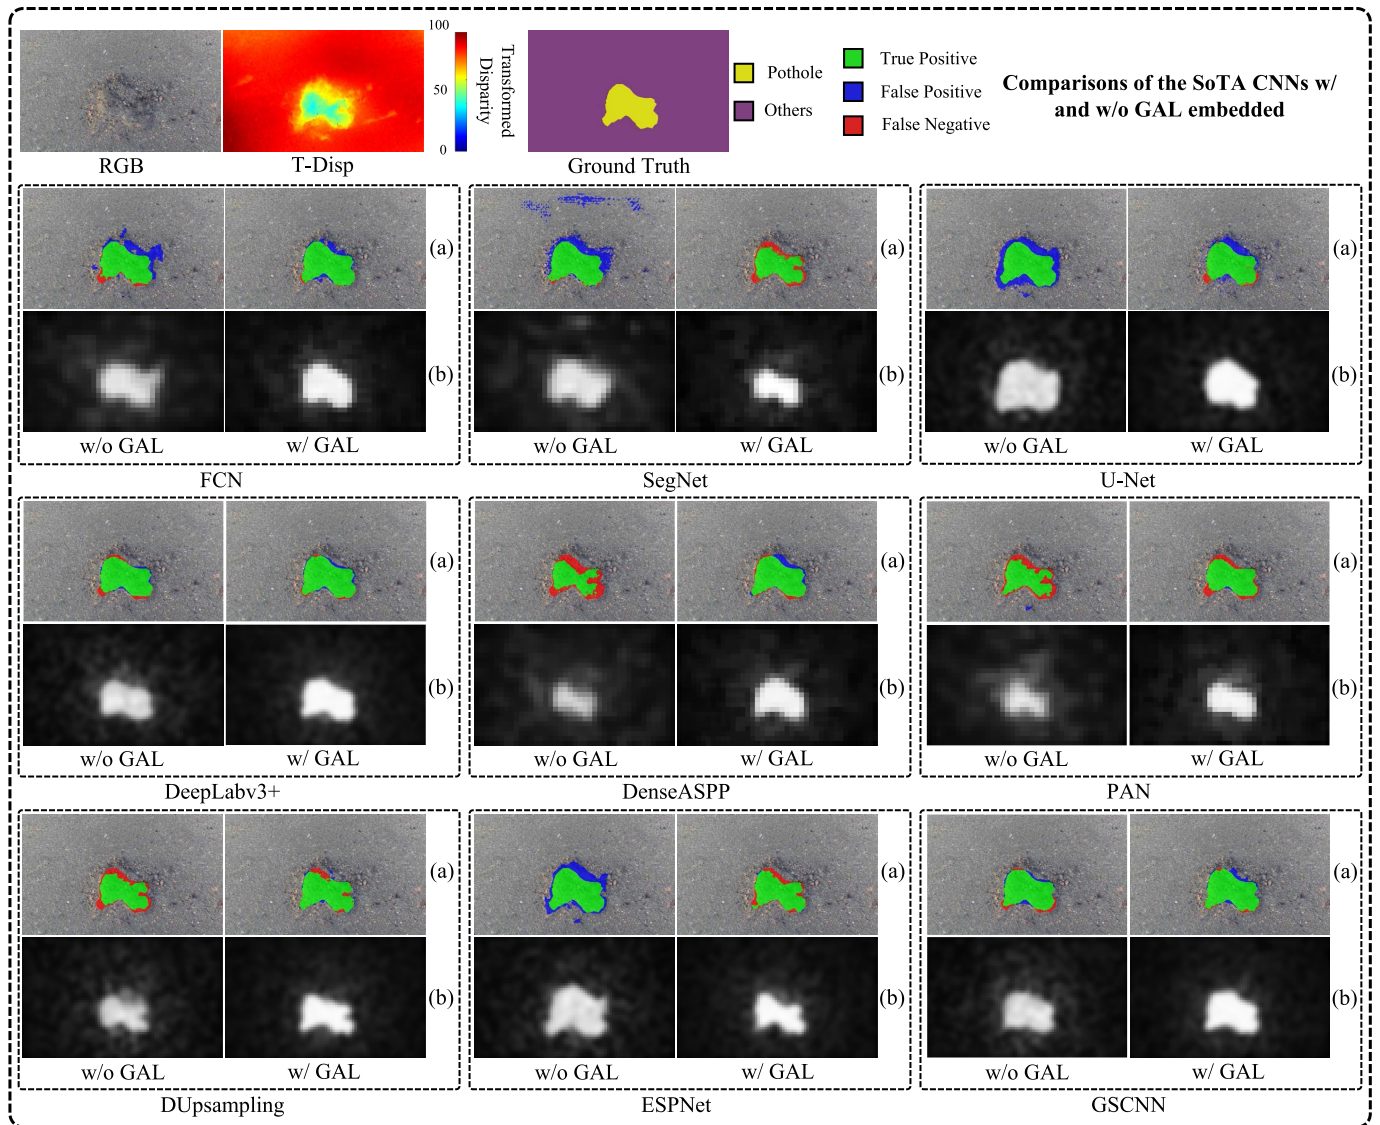 100
50
0
Transformed
Disparity
Pothole
Others
True Positive
False Positive
False Negative
Comparisons of the SoTA CNNs w/
and w/o GAL embedded
RGB
T-Disp
Ground Truth
(a)
(a)
(a)
(b)
(b)
(b)
w/o GAL
w/ GAL
w/o GAL
w/ GAL
w/o GAL
w/ GAL
FCN
SegNet
U-Net
(a)
(a)
(a)
(b)
(b)
(b)
w/o GAL
w/ GAL
w/o GAL
w/ GAL
w/o GAL
w/ GAL
DeepLabv3+
DenseASPP
PAN
(a)
(a)
(a)
(b)
(b)
(b)
w/o GAL
w/ GAL
w/o GAL
w/ GAL
w/o GAL
w/ GAL
DUpsampling
ESPNet
GSCNN